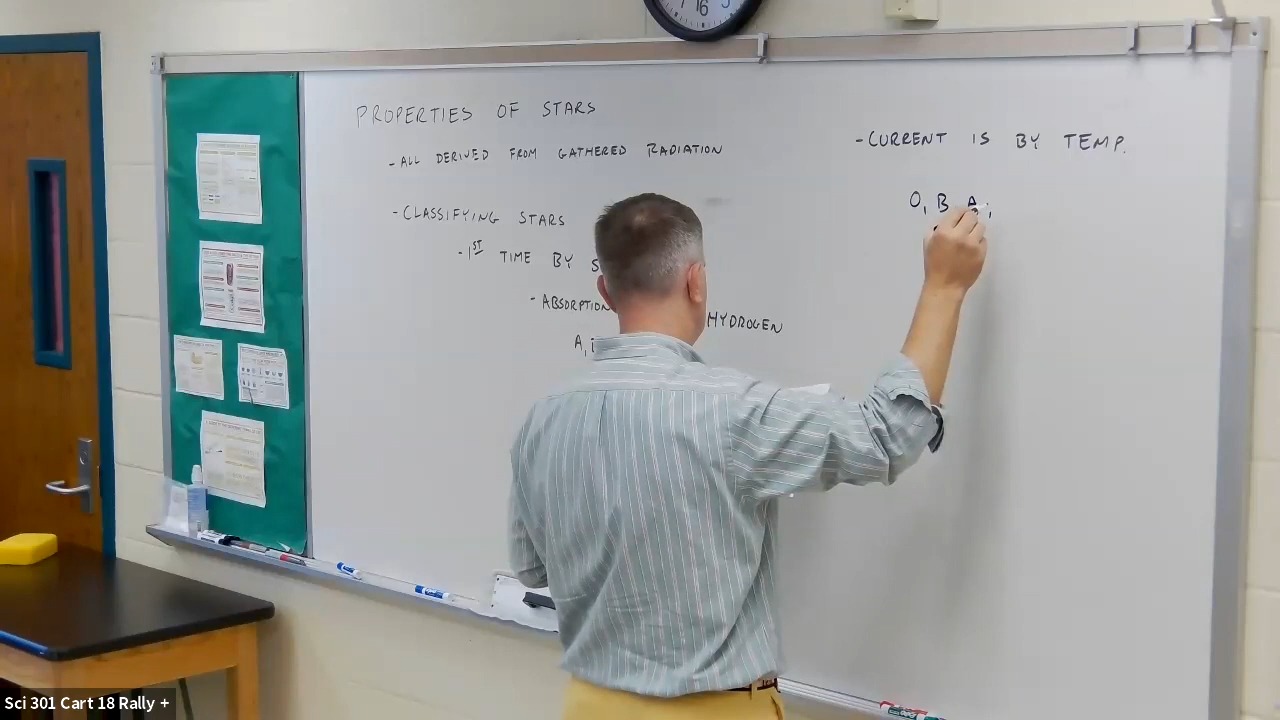 PROPERTIES OF STARS
-ALL DERIVED FROM GATHERED RADIATION
-CLASSIFYING STARS
-1ST TIME BY S
-ABSORPTION HYDROGEN
A,
-CURRENT IS BY TEMP.
O, B, A,
Sci 301 Cart 18 Rally +